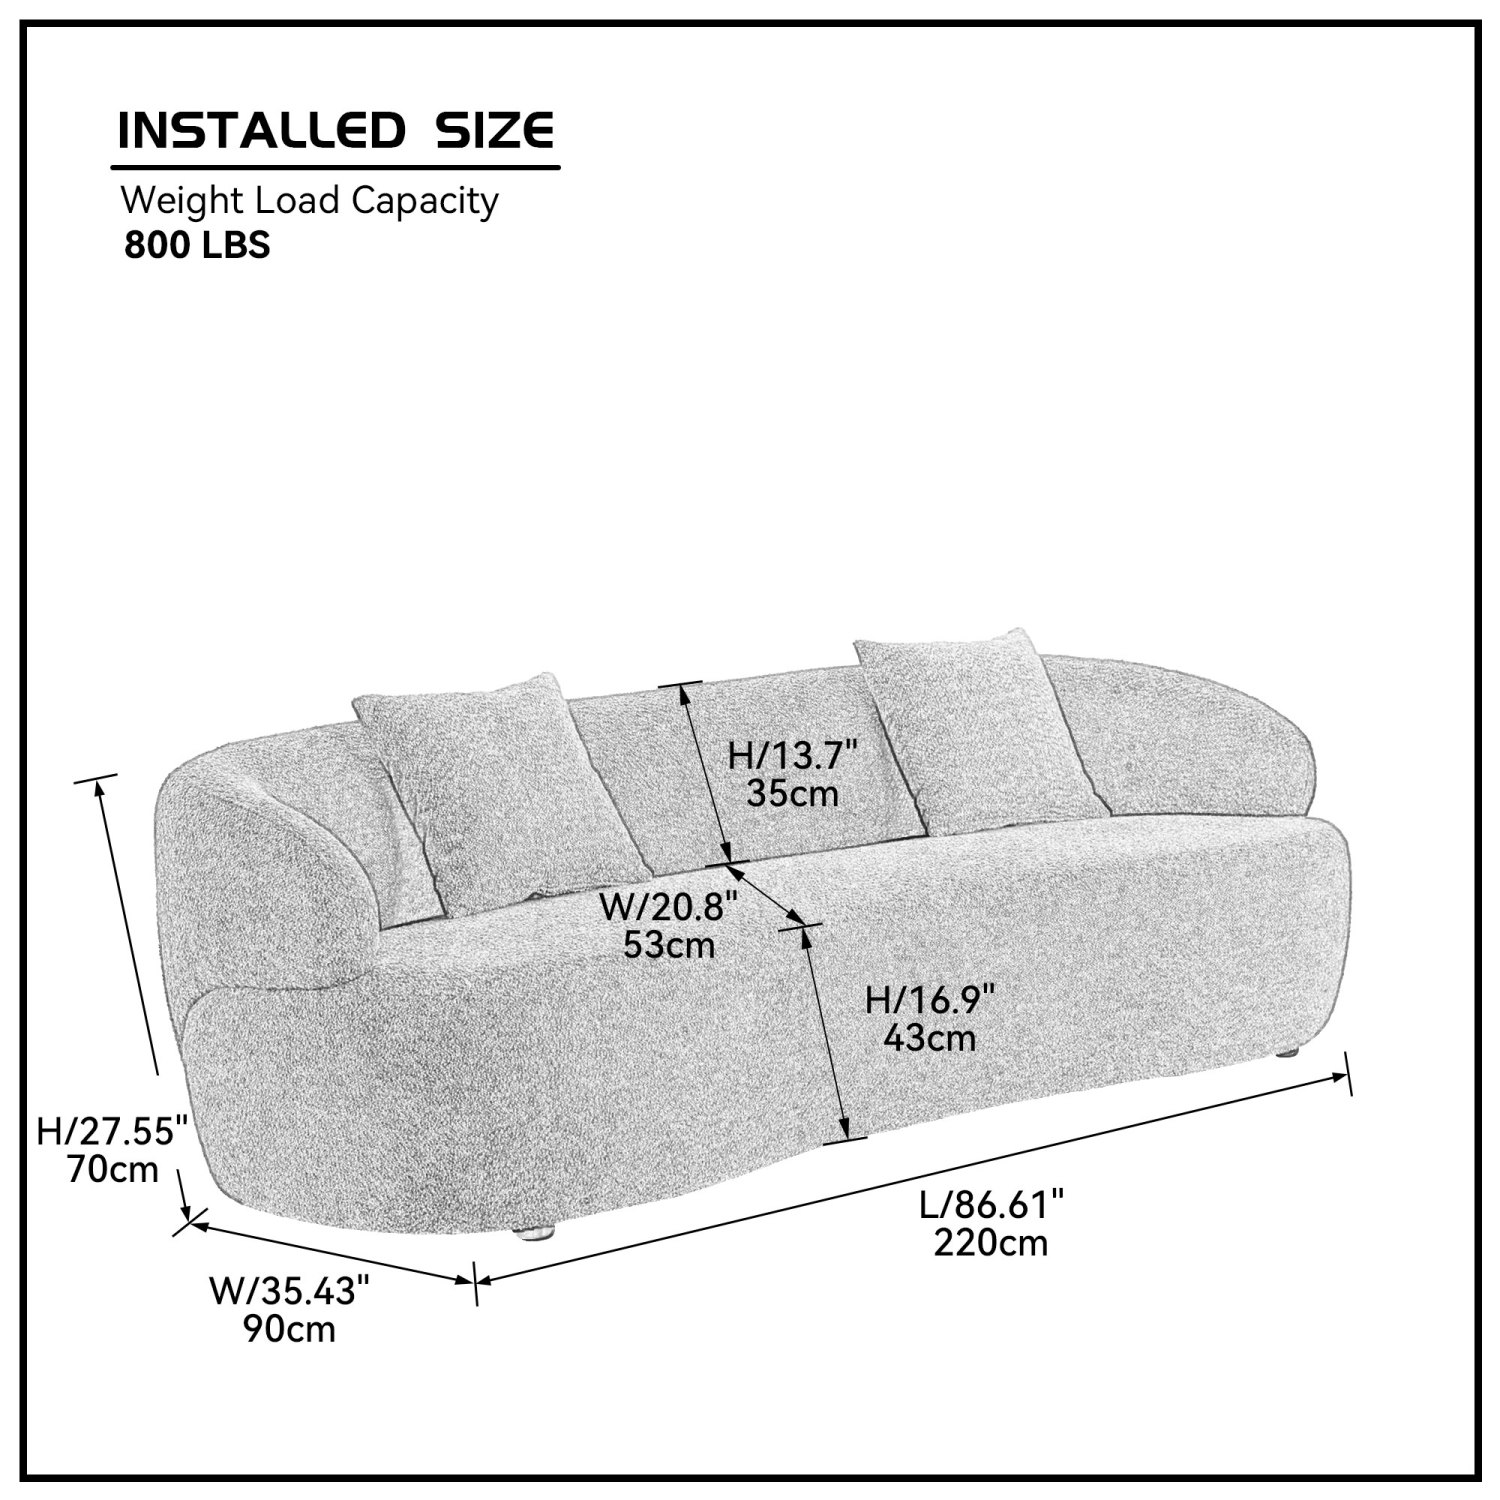 INSTALLED SIZE
Weight Load Capacity
800 LBS
H/13.7"
35cm
W/20.8"
53cm
H/16.9"
43cm
H/27.55"
70cm
L/86.61"
220cm
W/35.43"
90cm